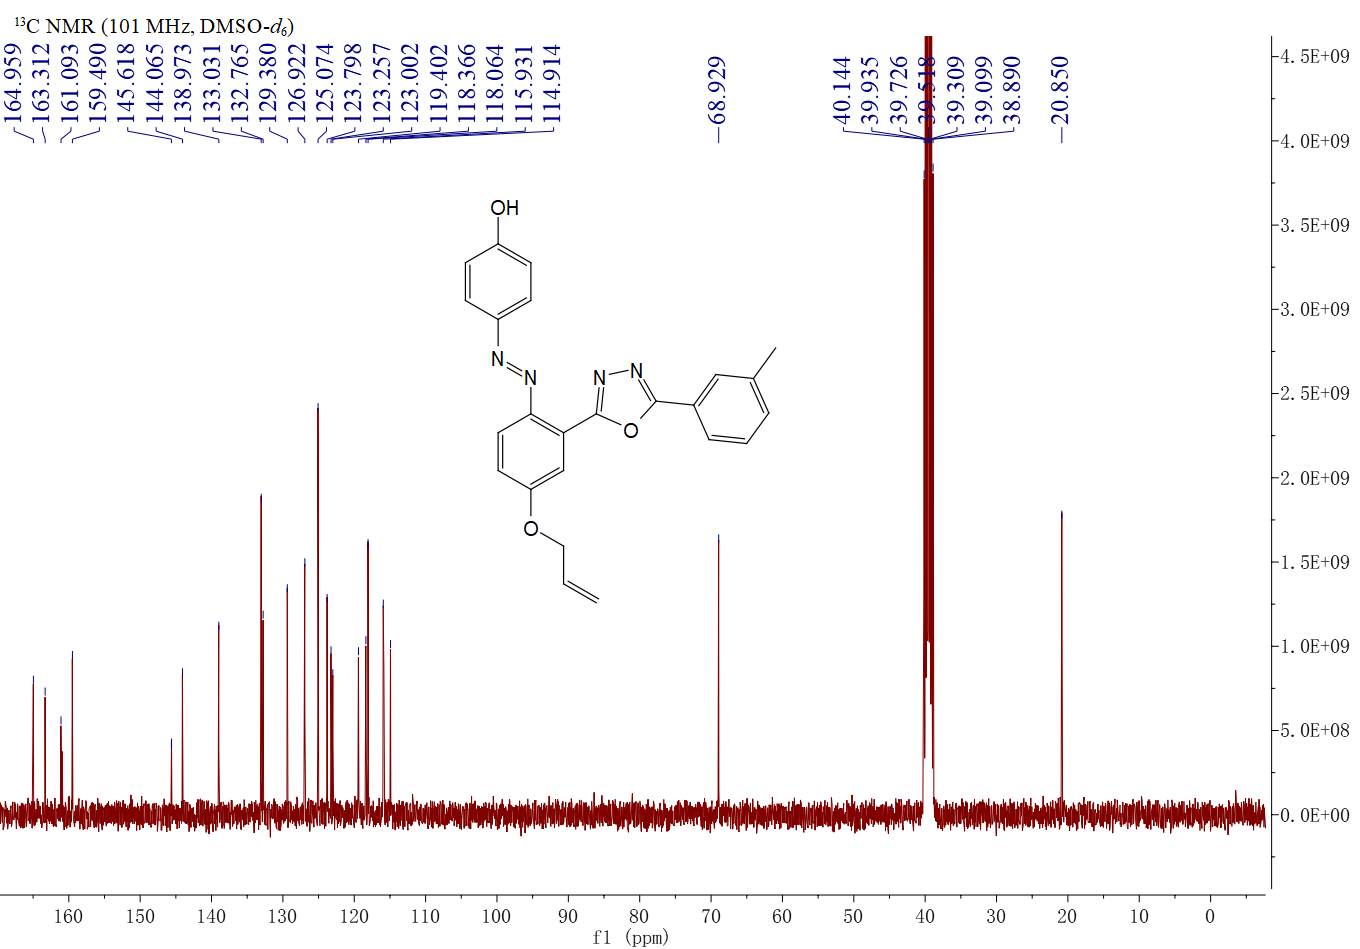 13C NMR (101 MHz, DMSO-d6)
164.959
163.312
161.093
159.490
145.618
144.065
138.973
133.031
132.765
129.380
126.922
125.074
123.798
123.257
123.002
119.402
118.366
118.064
115.931
114.914
68.929
40.144
39.935
39.726
39.518
39.309
39.099
38.890
20.850
4.5E+09
4.0E+09
3.5E+09
3.0E+09
2.5E+09
2.0E+09
1.5E+09
1.0E+09
5.0E+08
0.0E+00
OH
N
N
N
N
O
O
160 150 140 130 120 110 100 90 80 70 60 50 40 30 20 10 0
f1 (ppm)